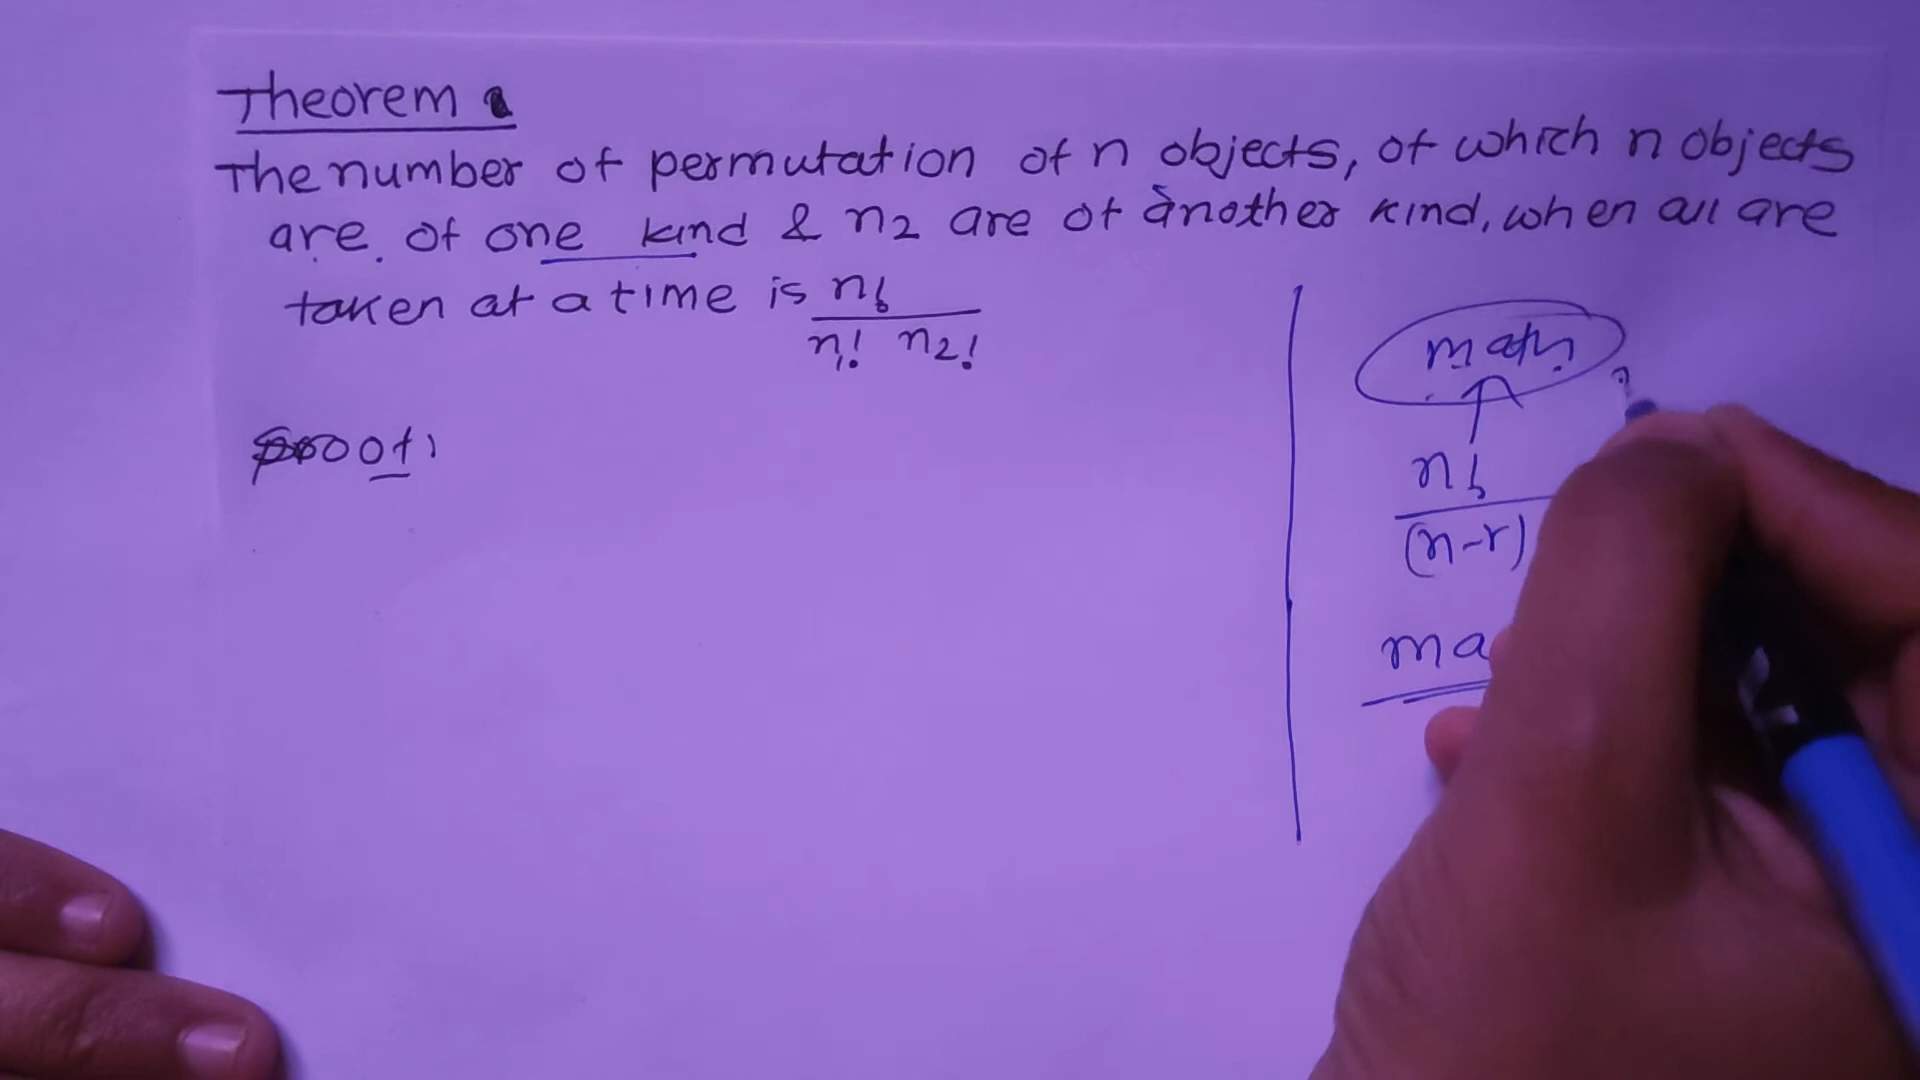 Theorem
The number of permutation of n objects, of which n objects
are of one kind & n2 are of another kind, when all are
taken at a time is n!
n1! n2!
proof:
math
n!
(n-r)
ma